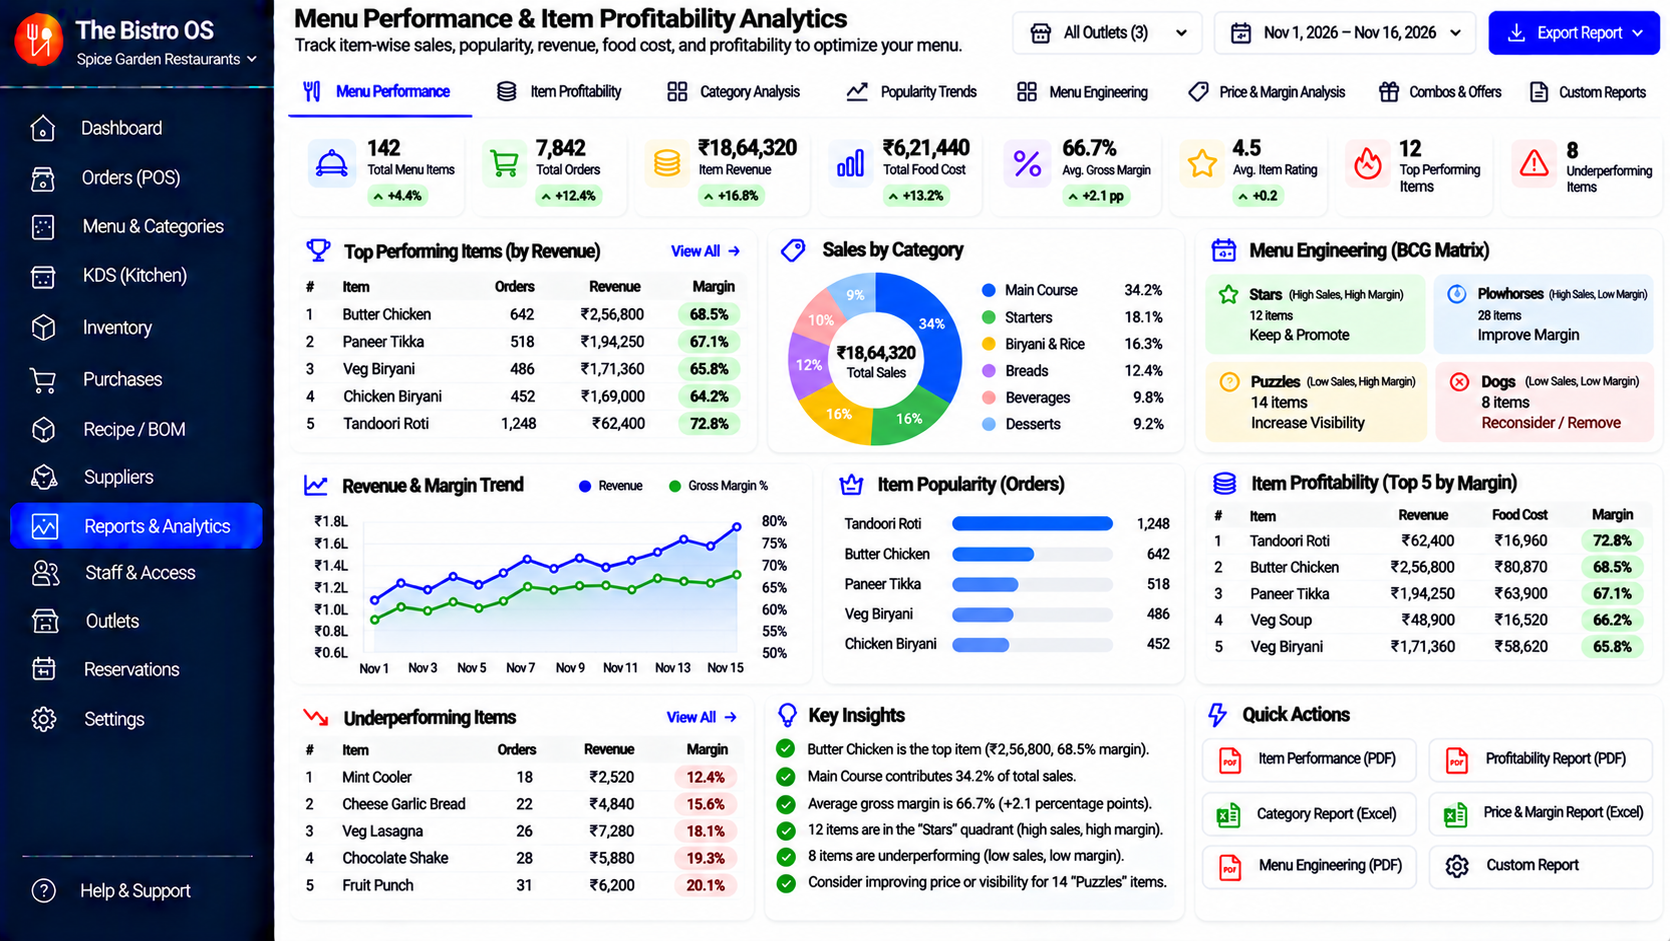 The Bistro OS
Spice Garden Restaurants
Dashboard
Orders (POS)
Menu & Categories
KDS (Kitchen)
Inventory
Purchases
Recipe / BOM
Suppliers
Reports & Analytics
Staff & Access
Outlets
Reservations
Settings
Help & Support
Menu Performance & Item Profitability Analytics
Track item-wise sales, popularity, revenue, food cost, and profitability to optimize your menu.
All Outlets (3)
Nov 1, 2026 – Nov 16, 2026
Export Report
Menu Performance
Item Profitability
Category Analysis
Popularity Trends
Menu Engineering
Price & Margin Analysis
Combos & Offers
Custom Reports
142
Total Menu Items
+4.4%
7,842
Total Orders
+12.4%
₹18,64,320
Item Revenue
+16.8%
₹6,21,440
Total Food Cost
+13.2%
66.7%
Avg. Gross Margin
+2.1 pp
4.5
Avg. Item Rating
+0.2
12
Top Performing
Items
8
Underperforming
Items
Top Performing Items (by Revenue)
View All →
# Item Orders Revenue Margin
1 Butter Chicken 642 ₹2,56,800 68.5%
2 Paneer Tikka 518 ₹1,94,250 67.1%
3 Veg Biryani 486 ₹1,71,360 65.8%
4 Chicken Biryani 452 ₹1,69,000 64.2%
5 Tandoori Roti 1,248 ₹62,400 72.8%
Sales by Category
34%
16%
16%
12%
10%
9%
₹18,64,320
Total Sales
Main Course 34.2%
Starters 18.1%
Biryani & Rice 16.3%
Breads 12.4%
Beverages 9.8%
Desserts 9.2%
Menu Engineering (BCG Matrix)
Stars (High Sales, High Margin)
12 items
Keep & Promote
Plowhorses (High Sales, Low Margin)
28 items
Improve Margin
Puzzles (Low Sales, High Margin)
14 items
Increase Visibility
Dogs (Low Sales, Low Margin)
8 items
Reconsider / Remove
Revenue & Margin Trend
Revenue
Gross Margin %
₹1.8L
₹1.6L
₹1.4L
₹1.2L
₹1.0L
₹0.8L
₹0.6L
80%
75%
70%
65%
60%
55%
50%
Nov 1 Nov 3 Nov 5 Nov 7 Nov 9 Nov 11 Nov 13 Nov 15
Item Popularity (Orders)
Tandoori Roti 1,248
Butter Chicken 642
Paneer Tikka 518
Veg Biryani 486
Chicken Biryani 452
Item Profitability (Top 5 by Margin)
# Item Revenue Food Cost Margin
1 Tandoori Roti ₹62,400 ₹16,960 72.8%
2 Butter Chicken ₹2,56,800 ₹80,870 68.5%
3 Paneer Tikka ₹1,94,250 ₹63,900 67.1%
4 Veg Soup ₹48,900 ₹16,520 66.2%
5 Veg Biryani ₹1,71,360 ₹58,620 65.8%
Underperforming Items
View All →
# Item Orders Revenue Margin
1 Mint Cooler 18 ₹2,520 12.4%
2 Cheese Garlic Bread 22 ₹4,840 15.6%
3 Veg Lasagna 26 ₹7,280 18.1%
4 Chocolate Shake 28 ₹5,880 19.3%
5 Fruit Punch 31 ₹6,200 20.1%
Key Insights
Butter Chicken is the top item (₹2,56,800, 68.5% margin).
Main Course contributes 34.2% of total sales.
Average gross margin is 66.7% (+2.1 percentage points).
12 items are in the "Stars" quadrant (high sales, high margin).
8 items are underperforming (low sales, low margin).
Consider improving price or visibility for 14 "Puzzles" items.
Quick Actions
PDF Item Performance (PDF)
PDF Profitability Report (PDF)
X Category Report (Excel)
X Price & Margin Report (Excel)
PDF Menu Engineering (PDF)
Custom Report